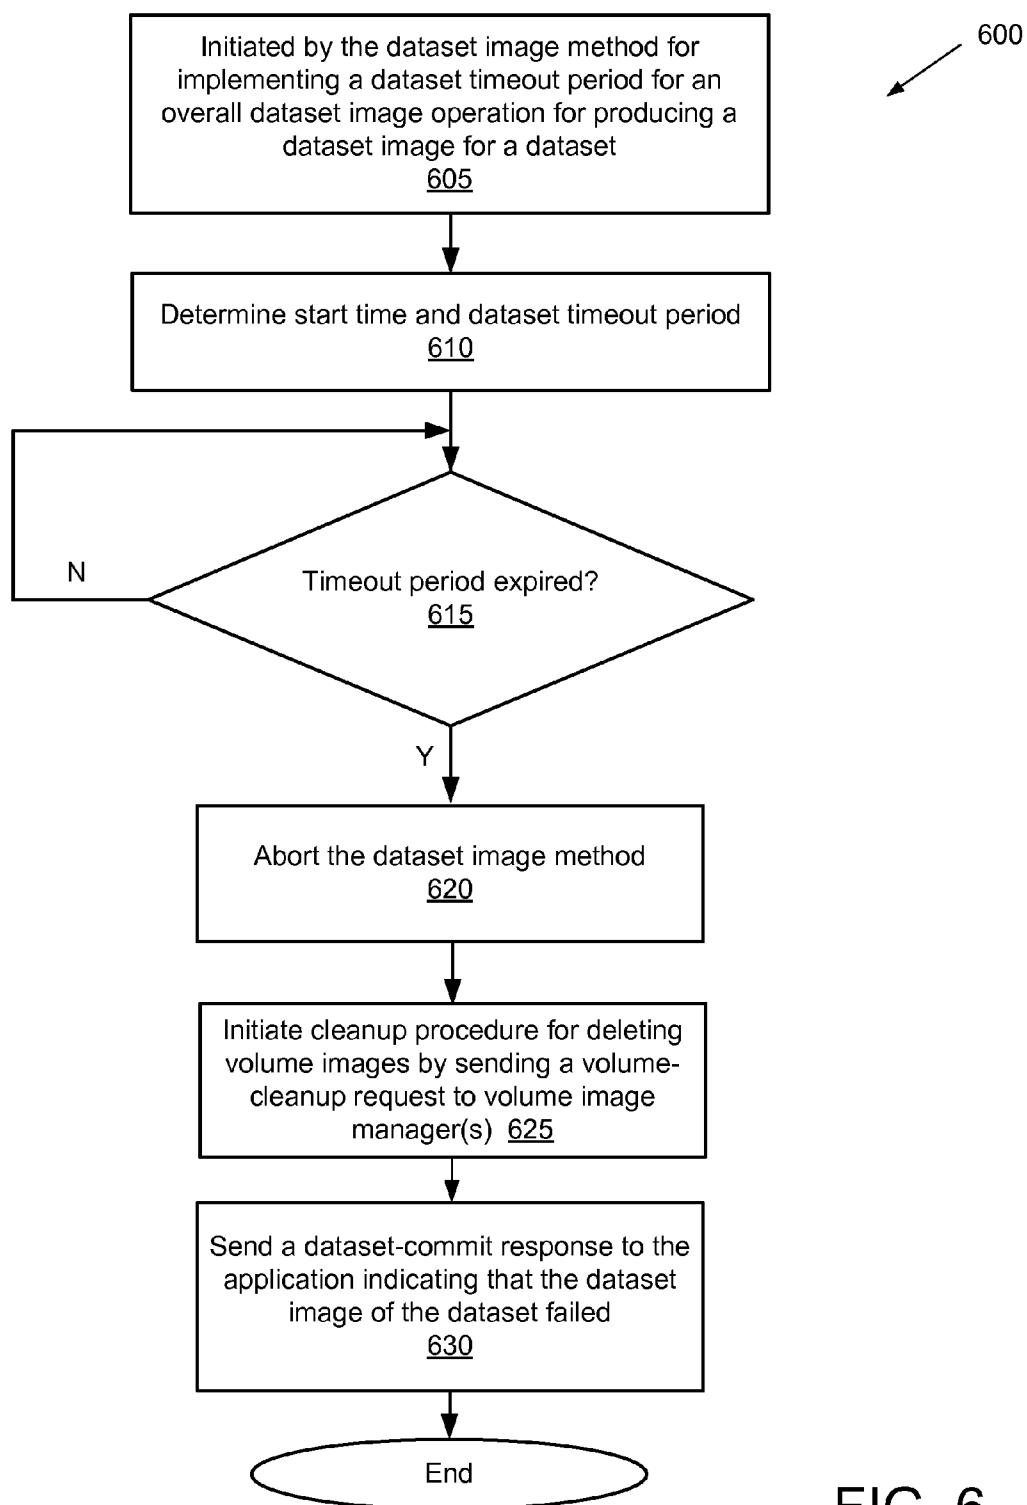 600
Initiated by the dataset image method for
implementing a dataset timeout period for an
overall dataset image operation for producing a
dataset image for a dataset
605
Determine start time and dataset timeout period
610
N
Timeout period expired?
615
Y
Abort the dataset image method
620
Initiate cleanup procedure for deleting
volume images by sending a volume-
cleanup request to volume image
manager(s) 625
Send a dataset-commit response to the
application indicating that the dataset
image of the dataset failed
630
End
FIG. 6